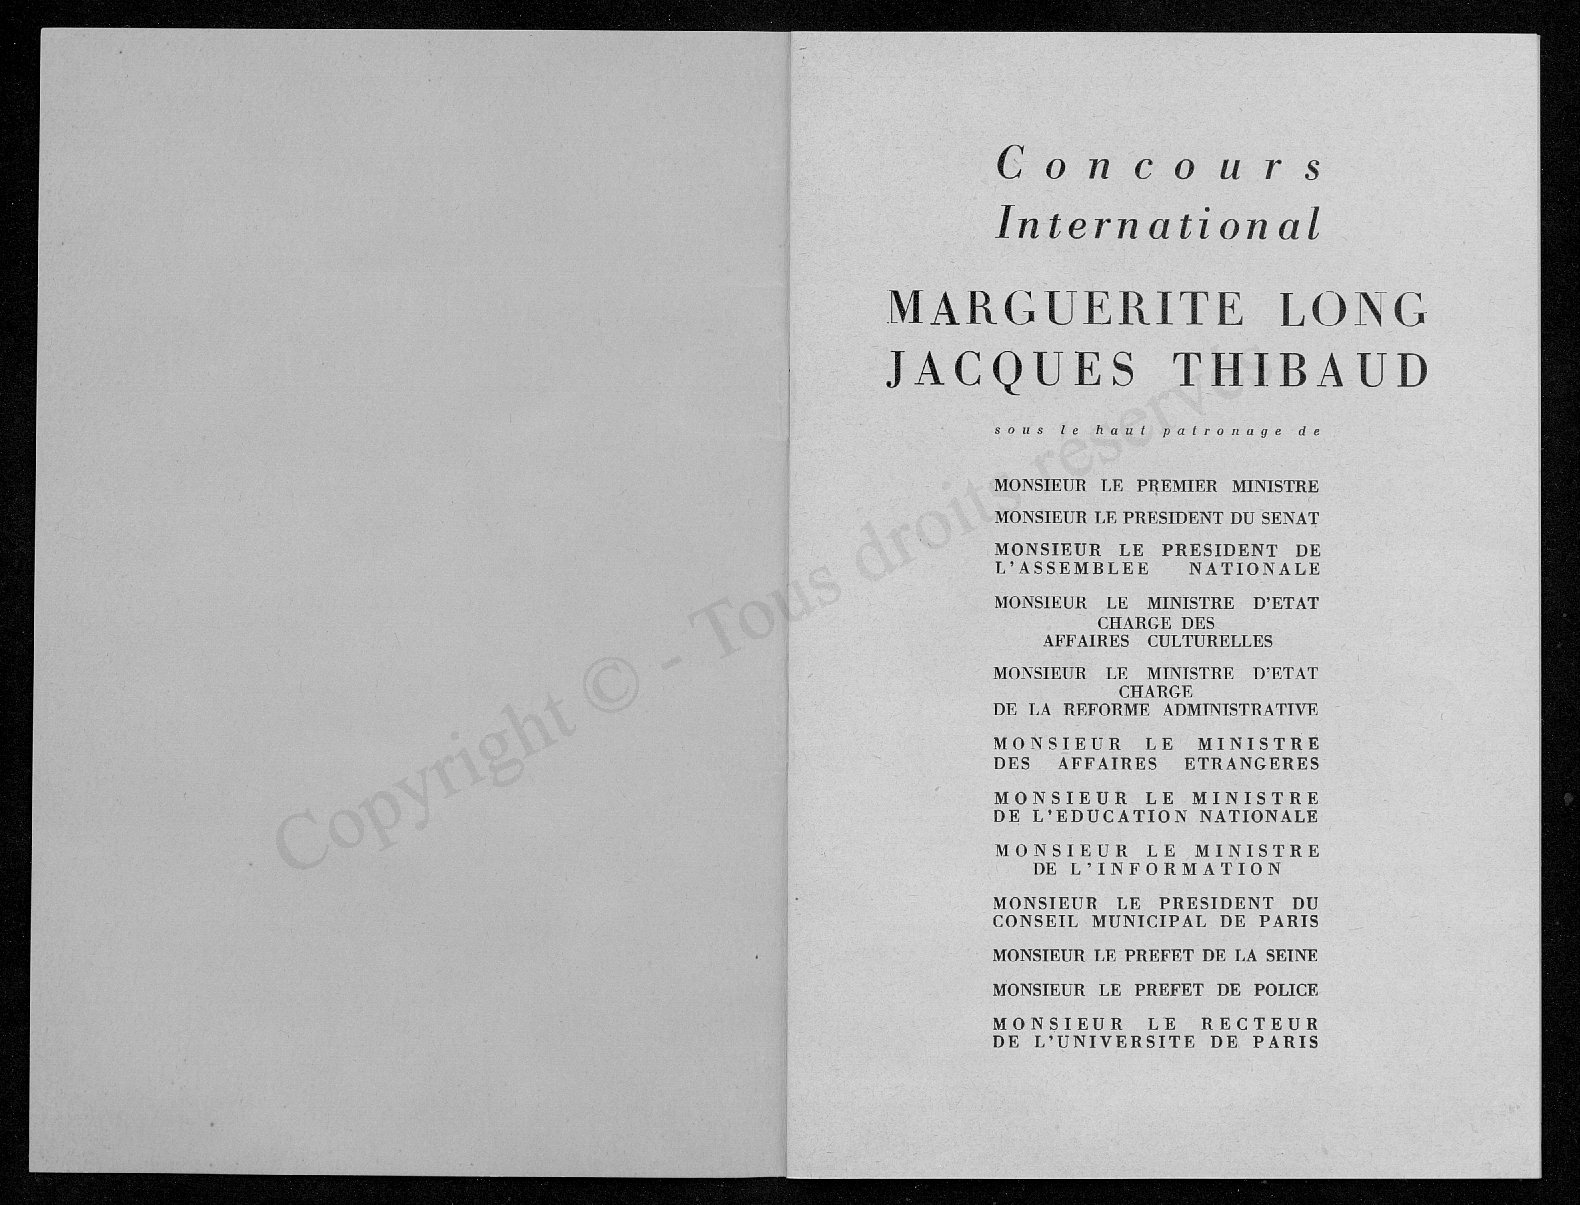 Concours
International
MARGUERITE LONG
JACQUES THIBAUD
sous le haut patronage de
MONSIEUR LE PREMIER MINISTRE
MONSIEUR LE PRESIDENT DU SENAT
MONSIEUR LE PRESIDENT DE
L'ASSEMBLEE NATIONALE
MONSIEUR LE MINISTRE D'ETAT
CHARGE DES
AFFAIRES CULTURELLES
MONSIEUR LE MINISTRE D'ETAT
CHARGE
DE LA REFORME ADMINISTRATIVE
MONSIEUR LE MINISTRE
DES AFFAIRES ETRANGERES
MONSIEUR LE MINISTRE
DE L'EDUCATION NATIONALE
MONSIEUR LE MINISTRE
DE L'INFORMATION
MONSIEUR LE PRESIDENT DU
CONSEIL MUNICIPAL DE PARIS
MONSIEUR LE PREFET DE LA SEINE
MONSIEUR LE PREFET DE POLICE
MONSIEUR LE RECTEUR
DE L'UNIVERSITE DE PARIS
Copyright © - Tous droits réservés